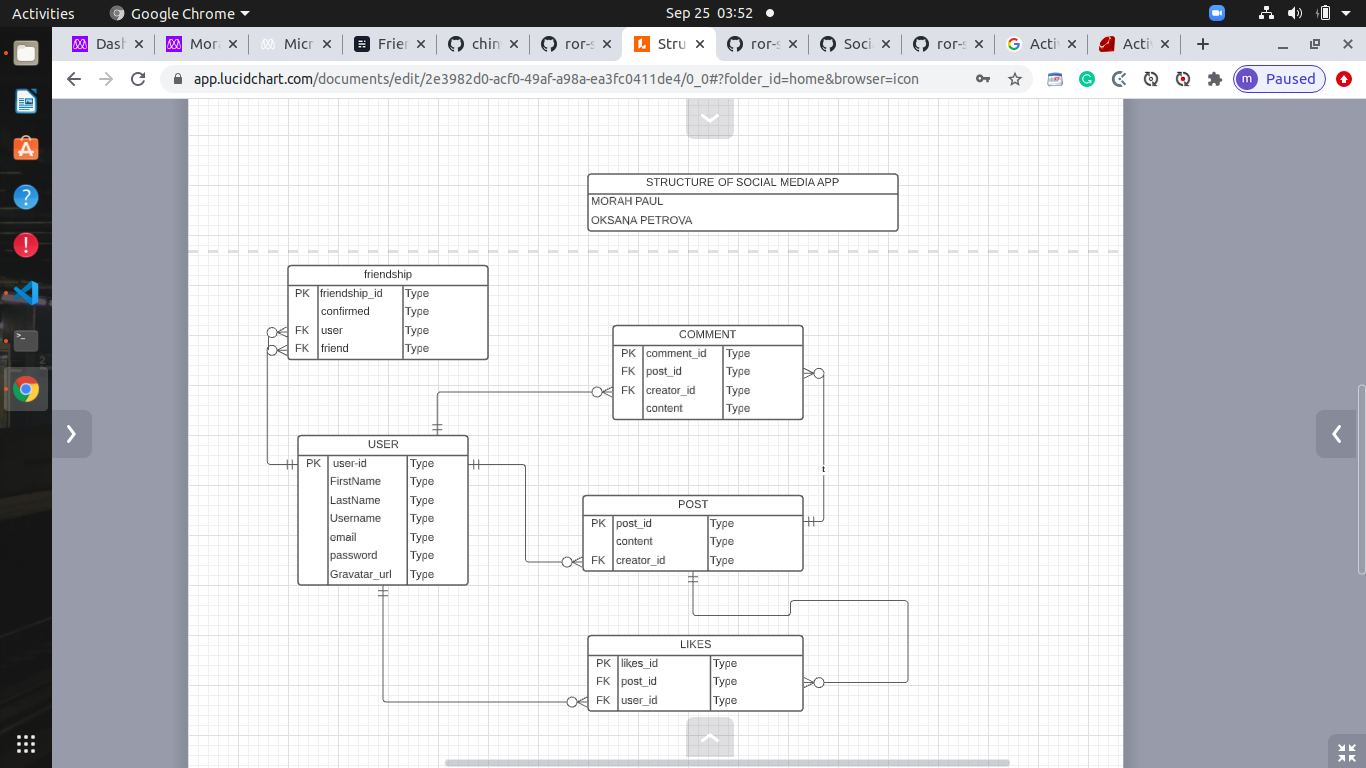 Activities
Google Chrome
Sep 25 03:52
Dash
Mor
Micr
Frie
chin
ror-s
Stru
ror-s
Soci
ror-s
Activ
Activ
app.lucidchart.com/documents/edit/2e3982d0-acf0-49af-a98a-ea3fc0411de4/0_0#?folder_id=home&browser=icon
m Paused
STRUCTURE OF SOCIAL MEDIA APP
MORAH PAUL
OKSANA PETROVA
friendship
PK friendship_id Type
confirmed Type
FK user Type
FK friend Type
COMMENT
PK comment_id Type
FK post_id Type
FK creator_id Type
content Type
USER
PK user-id Type
FirstName Type
LastName Type
Username Type
email Type
password Type
Gravatar_url Type
t
POST
PK post_id Type
content Type
FK creator_id Type
LIKES
PK likes_id Type
FK post_id Type
FK user_id Type